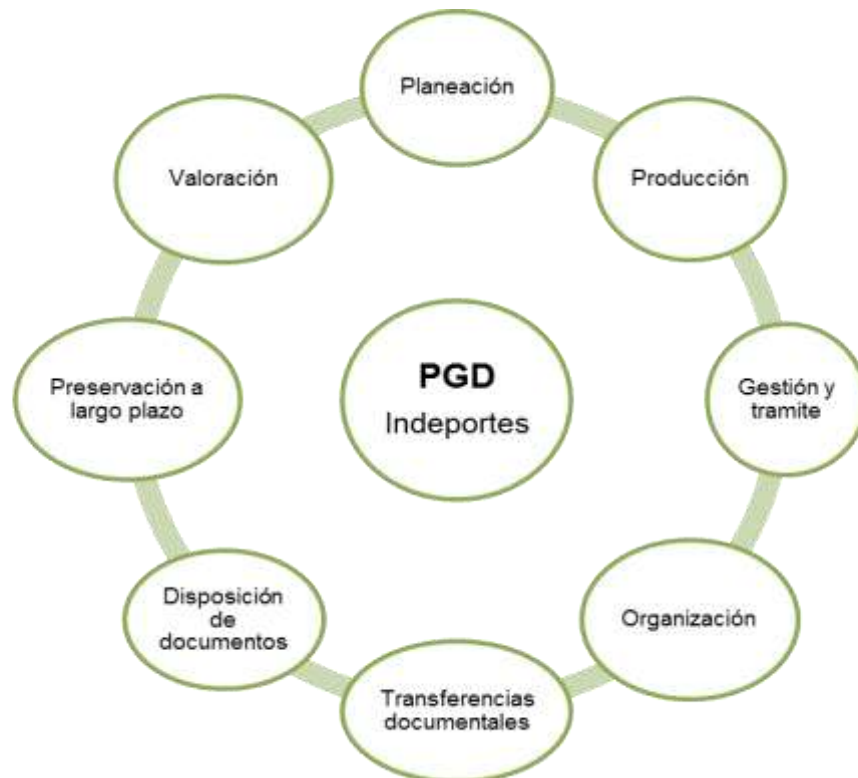 Planeación
Producción
Gestión y
tramite
Organización
Transferencias
documentales
Disposición
de
documentos
Preservación a
largo plazo
Valoración
PGD
Indeportes